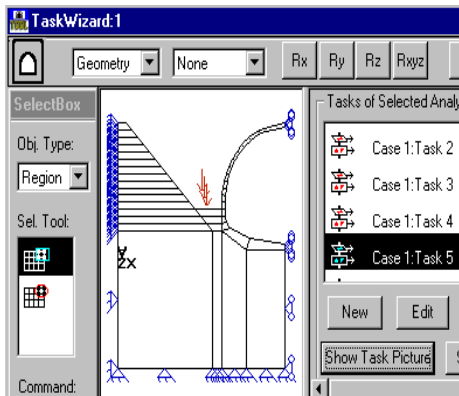 TaskWizard:1
Geometry None Rx Ry Rz Rxyz
SelectBox
Obj. Type:
Region
Sel. Tool:
Command:
Tasks of Selected Analy
Case 1:Task 2
Case 1:Task 3
Case 1:Task 4
Case 1:Task 5
New Edit
Show Task Picture